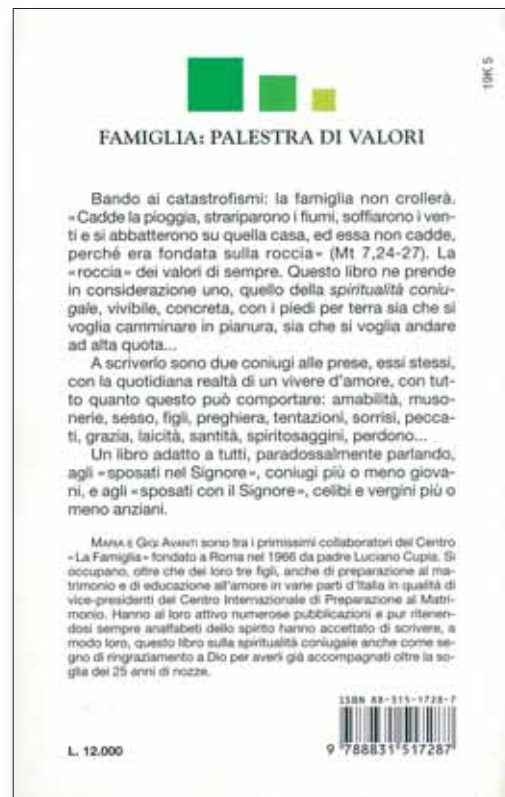 19K 5
FAMIGLIA: PALESTRA DI VALORI
Bando ai catastrofismi: la famiglia non crollerà.
«Cadde la pioggia, strariparono i fiumi, soffiarono i ven-
ti e si abbatterono su quella casa, ed essa non cadde,
perché era fondata sulla roccia» (Mt 7,24-27). La
«roccia» dei valori di sempre. Questo libro ne prende
in considerazione uno, quello della spiritualità coniu-
gale, vivibile, concreta, con i piedi per terra sia che si
voglia camminare in pianura, sia che si voglia andare
ad alta quota...
A scriverlo sono due coniugi alle prese, essi stessi,
con la quotidiana realtà di un vivere d'amore, con tut-
to quanto questo può comportare: amabilità, muso-
nerie, sesso, figli, preghiera, tentazioni, sorrisi, pecca-
ti, grazia, laicità, santità, spiritosaggini, perdono...
Un libro adatto a tutti, paradossalmente parlando,
agli «sposati nel Signore», coniugi più o meno giova-
ni, e agli «sposati con il Signore», celibi e vergini più o
meno anziani.
MARIA E GIGI AVANTI sono tra i primissimi collaboratori del Centro
«La Famiglia» fondato a Roma nel 1966 da padre Luciano Cupia. Si
occupano, oltre che dei loro tre figli, anche di preparazione al ma-
trimonio e di educazione all'amore in varie parti d'Italia in qualità di
vice-presidenti del Centro Internazionale di Preparazione al Matri-
monio. Hanno al loro attivo numerose pubblicazioni e pur ritenen-
dosi sempre analfabeti dello spirito hanno accettato di scrivere, a
modo loro, questo libro sulla spiritualità coniugale anche come se-
gno di ringraziamento a Dio per averli già accompagnati oltre la so-
glia dei 25 anni di nozze.
ISBN 88-315-1728-7
L. 12.000
9 788831 517287